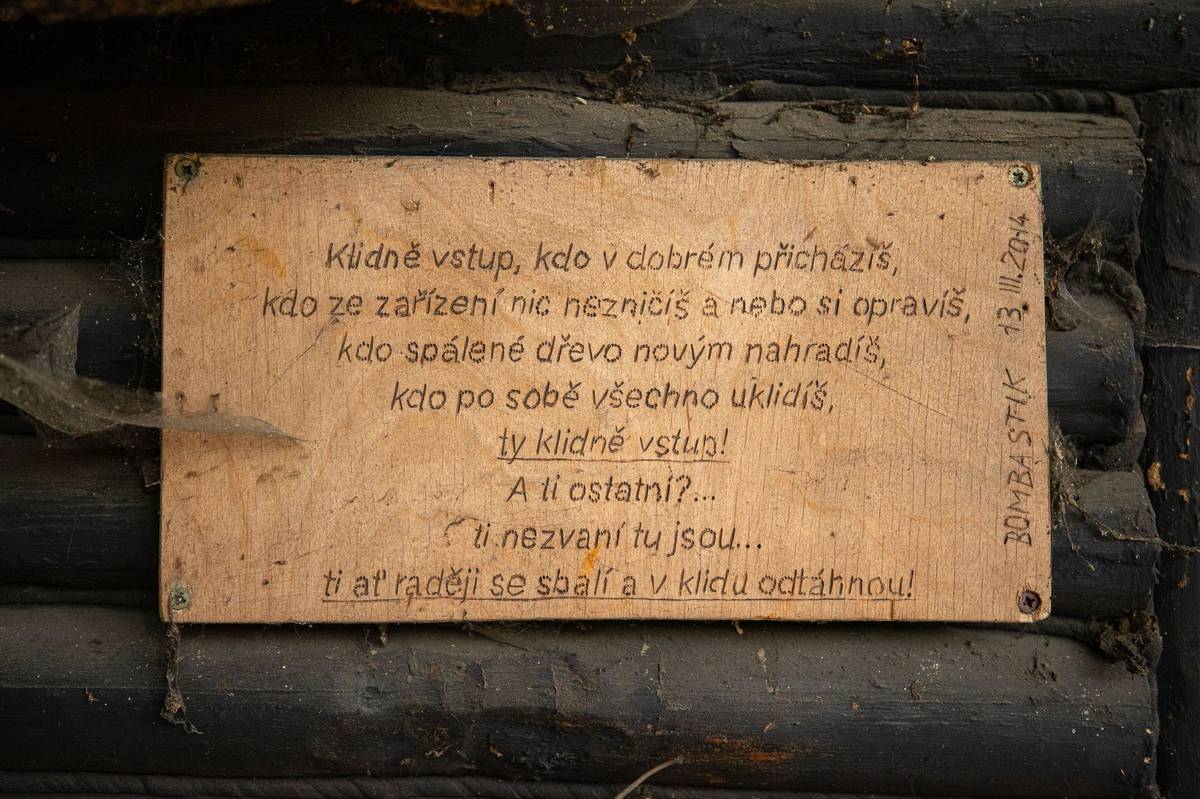 Klidně vstup, kdo v dobrém přicházíš,
kdo ze zařízení nic nezničíš a nebo si opravíš,
kdo spálené dřevo novým nahradíš,
kdo po sobě všechno uklidíš,
ty klidně vstup!
A ti ostatní?...
ti nezvaní tu jsou...
ti ať raději se sbalí a v klidu odtáhnou!
BOMBASTIK 13.III.2014